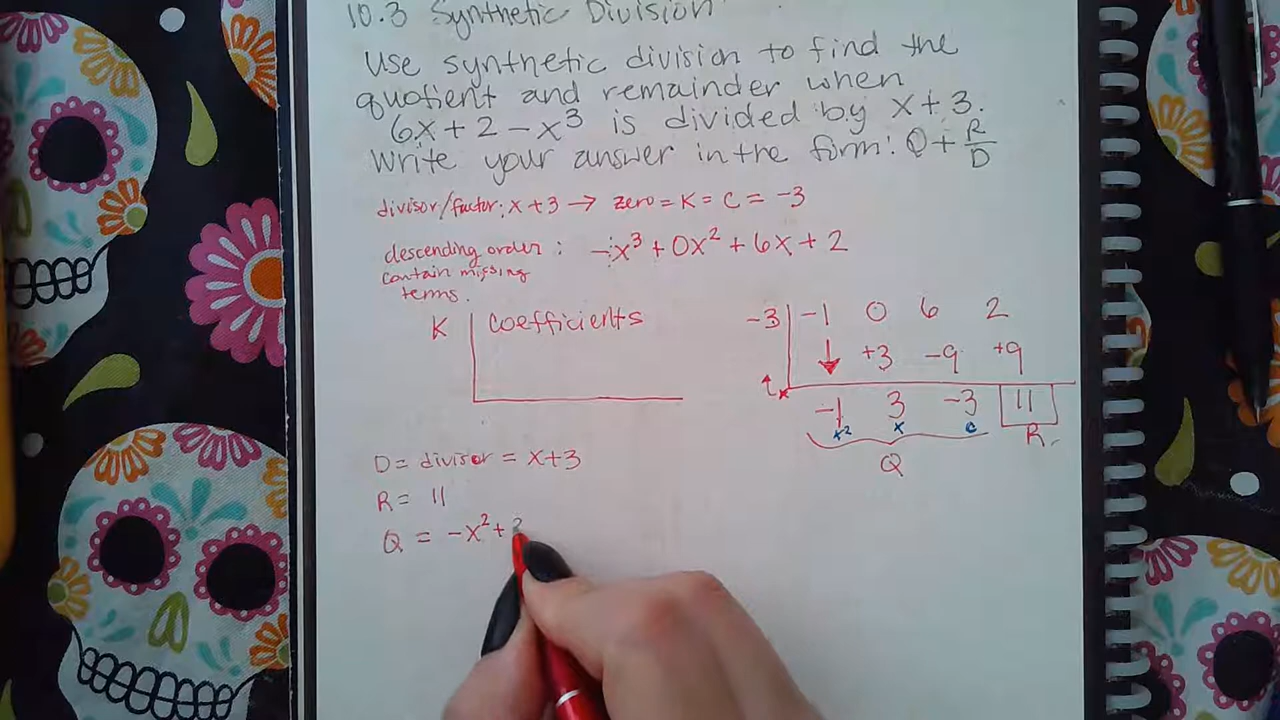 10.3 Synthetic Division
Use synthetic division to find the
quotient and remainder when
6x + 2 - x³ is divided by x + 3.
Write your answer in the form: Q + R/D
divisor/factor: x + 3 → zero = K = C = -3
descending order : -x³ + 0x² + 6x + 2
contain missing
terms.
K | coefficients
-3 | -1 0 6 2
↓ +3 -9 +9
-1 3 -3 11
x² x c R.
Q
D = divisor = x+3
R = 11
Q = -x² + 3